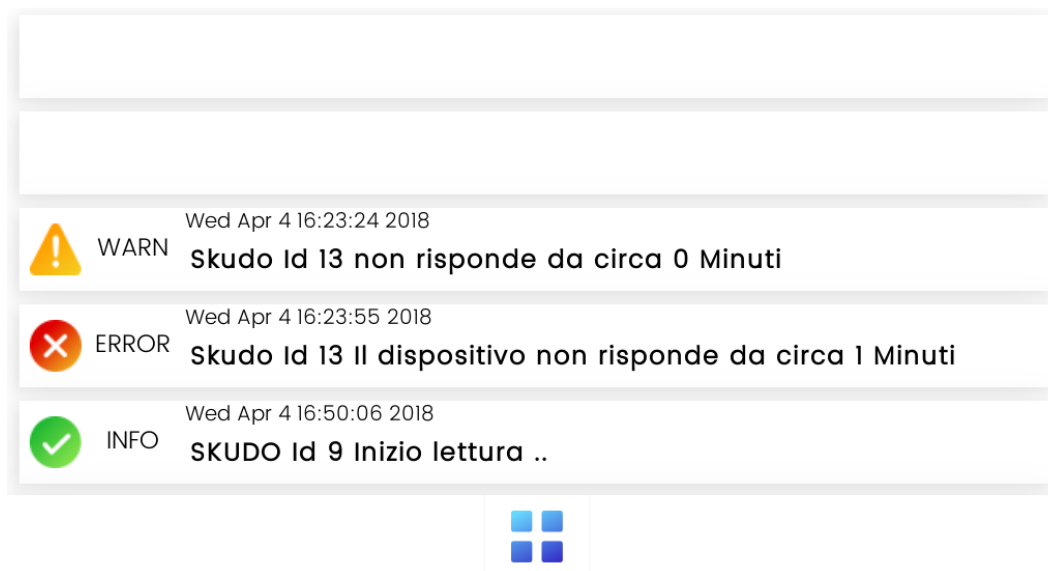 Wed Apr 4 16:23:24 2018
WARN
Skudo Id 13 non risponde da circa 0 Minuti
Wed Apr 4 16:23:55 2018
ERROR
Skudo Id 13 Il dispositivo non risponde da circa 1 Minuti
Wed Apr 4 16:50:06 2018
INFO
SKUDO Id 9 Inizio lettura ..